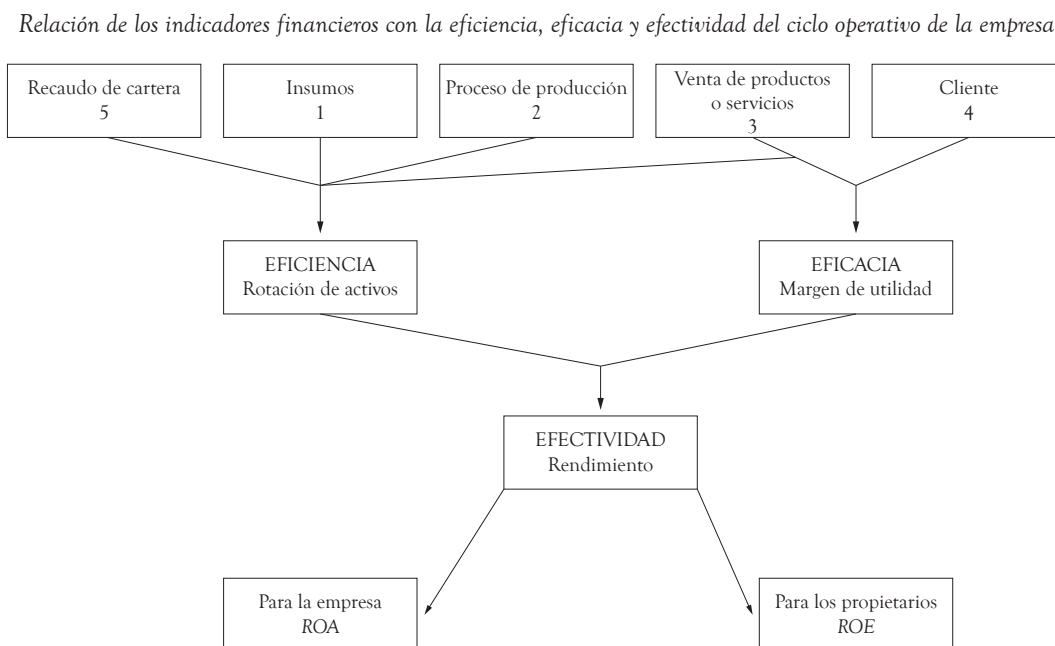 Relación de los indicadores financieros con la eficiencia, eficacia y efectividad del ciclo operativo de la empresa
Recaudo de cartera
5
Insumos
1
Proceso de producción
2
Venta de productos
o servicios
3
Cliente
4
EFICIENCIA
Rotación de activos
EFICACIA
Margen de utilidad
EFECTIVIDAD
Rendimiento
Para la empresa
ROA
Para los propietarios
ROE